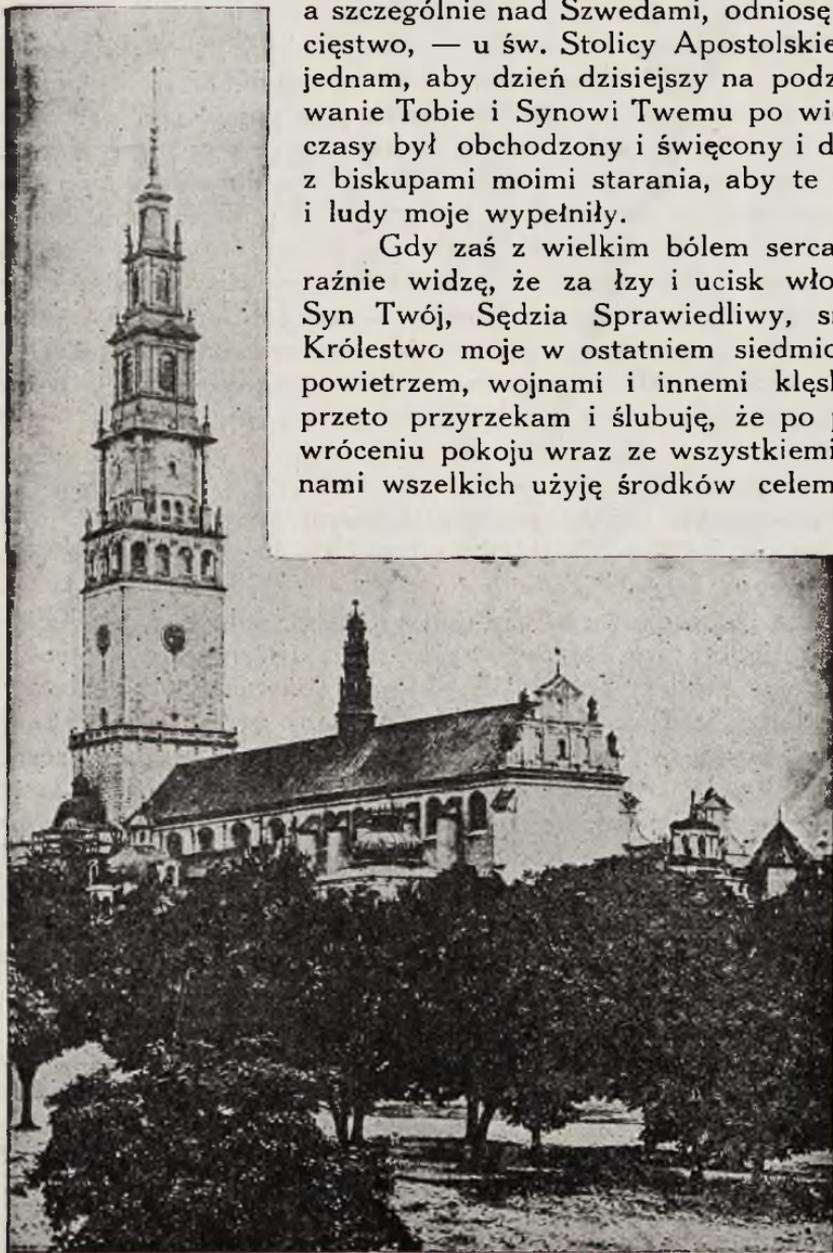 a szczególnie nad Szwedami, odniosę
cięstwo, — u św. Stolicy Apostolskie
jednam, aby dzień dzisiejszy na podz
wanie Tobie i Synowi Twemu po wi
czasy był obchodzony i święcony i d
z biskupami moimi starania, aby te
i ludy moje wypełniły.
Gdy zaś z wielkim bólem serca
raźnie widzę, że za łzy i ucisk wło
Syn Twój, Sędzia Sprawiedliwy, s
Królestwo moje w ostatniem siedmio
powietrzem, wojnami i innemi klęsk
przeto przyrzekam i ślubuję, że po
wróceniu pokoju wraz ze wszystkiemi
nami wszelkich użyję środków celem